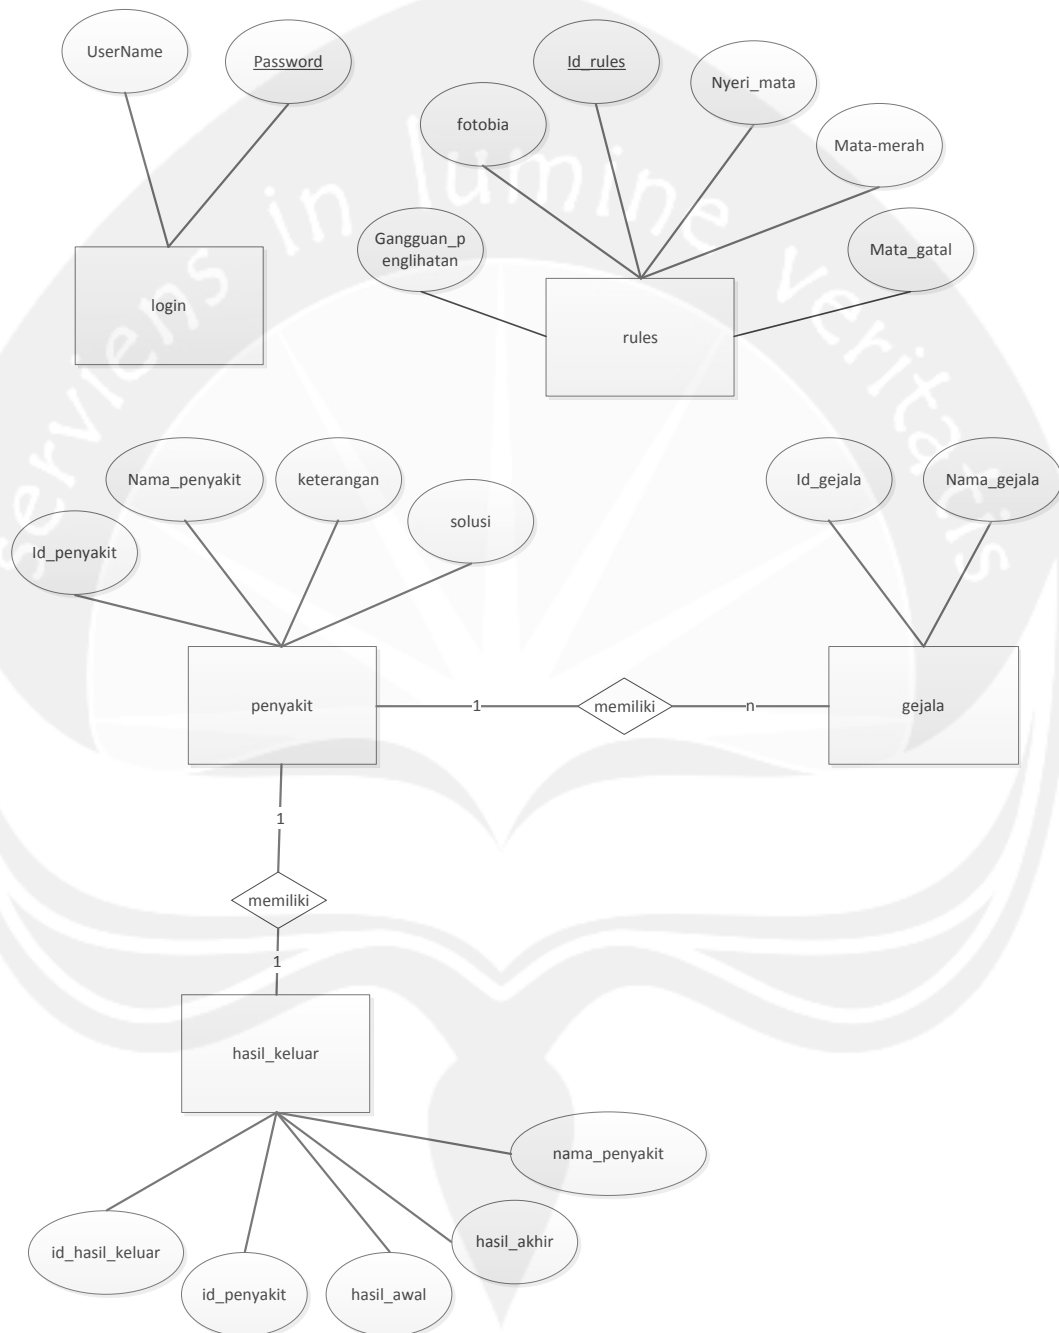 UserName
Password
Id_rules
Nyeri_mata
fotobia
Mata-merah
Gangguan_p
englihatan
Mata_gatal
login
rules
serviens in lumine veritatis
Nama_penyakit
keterangan
solusi
Id_penyakit
Id_gejala
Nama_gejala
penyakit
1
memiliki
n
gejala
1
memiliki
1
hasil_keluar
nama_penyakit
hasil_akhir
id_hasil_keluar
id_penyakit
hasil_awal